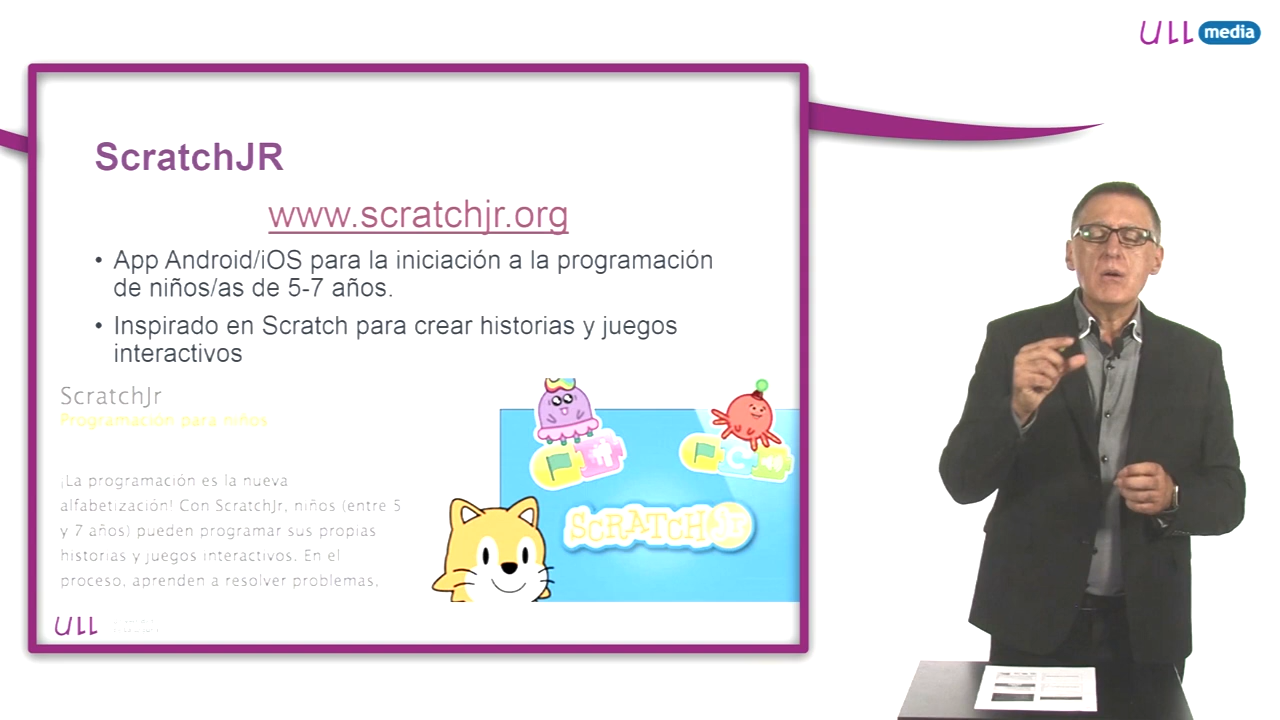 ULL media
ScratchJR
www.scratchjr.org
• App Android/iOS para la iniciación a la programación
de niños/as de 5-7 años.
• Inspirado en Scratch para crear historias y juegos
interactivos
ScratchJr
Programación para niños
¡La programación es la nueva
alfabetización! Con ScratchJr, niños (entre 5
y 7 años) pueden programar sus propias
historias y juegos interactivos. En el
proceso, aprenden a resolver problemas,
SCRATCH JR
ULL